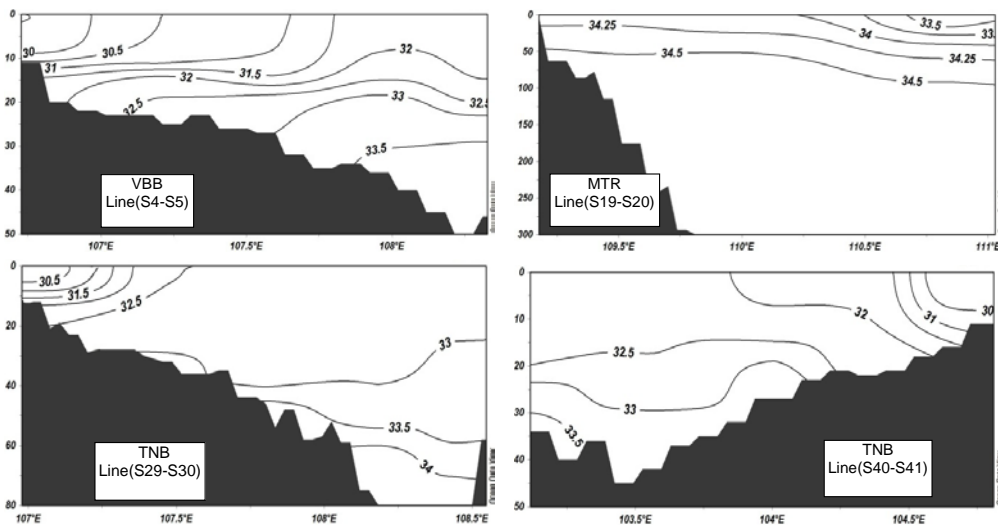 0
10
20
30
40
50
30
30.5
31
31.5
32
32
32.5
32.5
33
33.5
VBB
Line(S4-S5)
107°E
107.5°E
108°E
0
50
100
150
200
250
300
33.5
33.
34
34.25
34.25
34.5
34.5
MTR
Line(S19-S20)
109.5°E
110°E
110.5°E
111°E
0
20
40
60
80
30.5
31.5
32.5
33
33.5
34
TNB
Line(S29-S30)
Ocean Data View
107°E
107.5°E
108°E
108.5°E
0
10
20
30
40
50
30
31
32
32.5
33
33.5
TNB
Line(S40-S41)
103.5°E
104°E
104.5°E